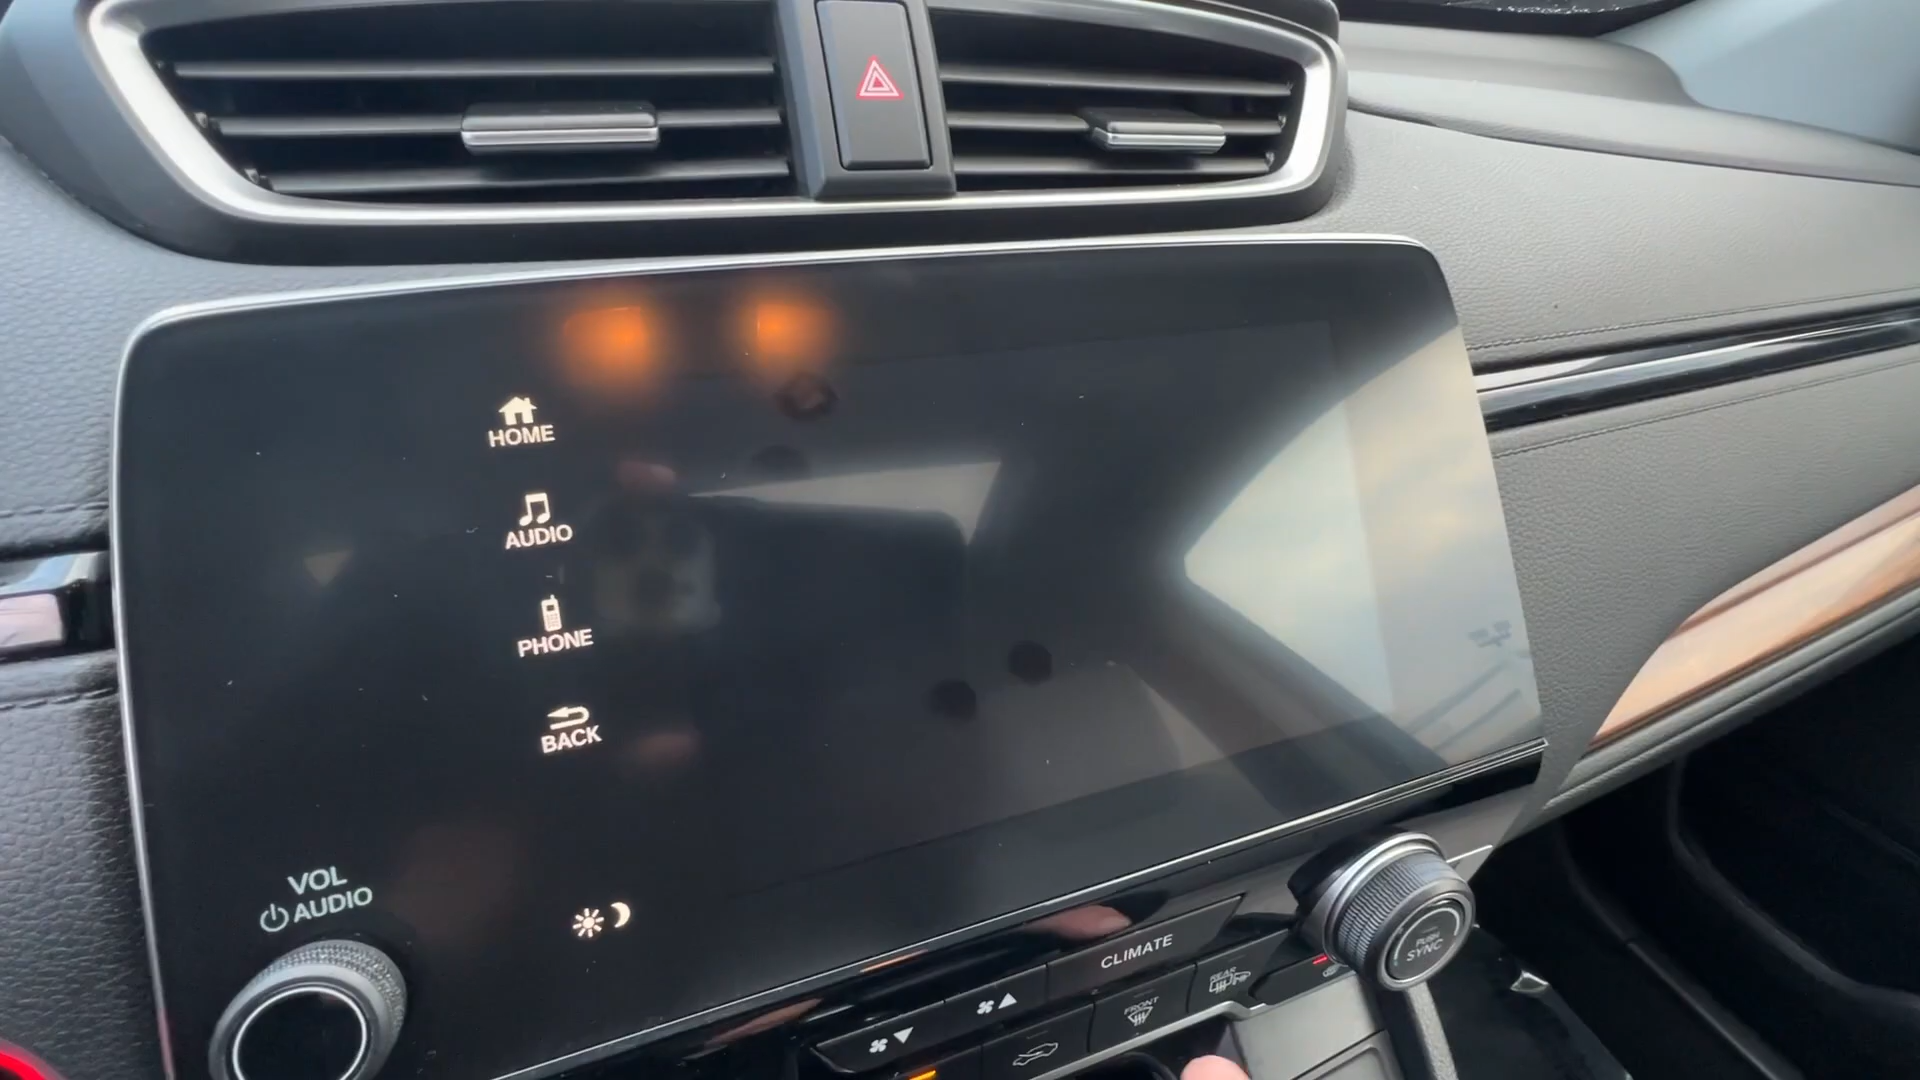 HOME
AUDIO
PHONE
BACK
VOL
AUDIO
CLIMATE
PUSH
SYNC
REAR
FRONT